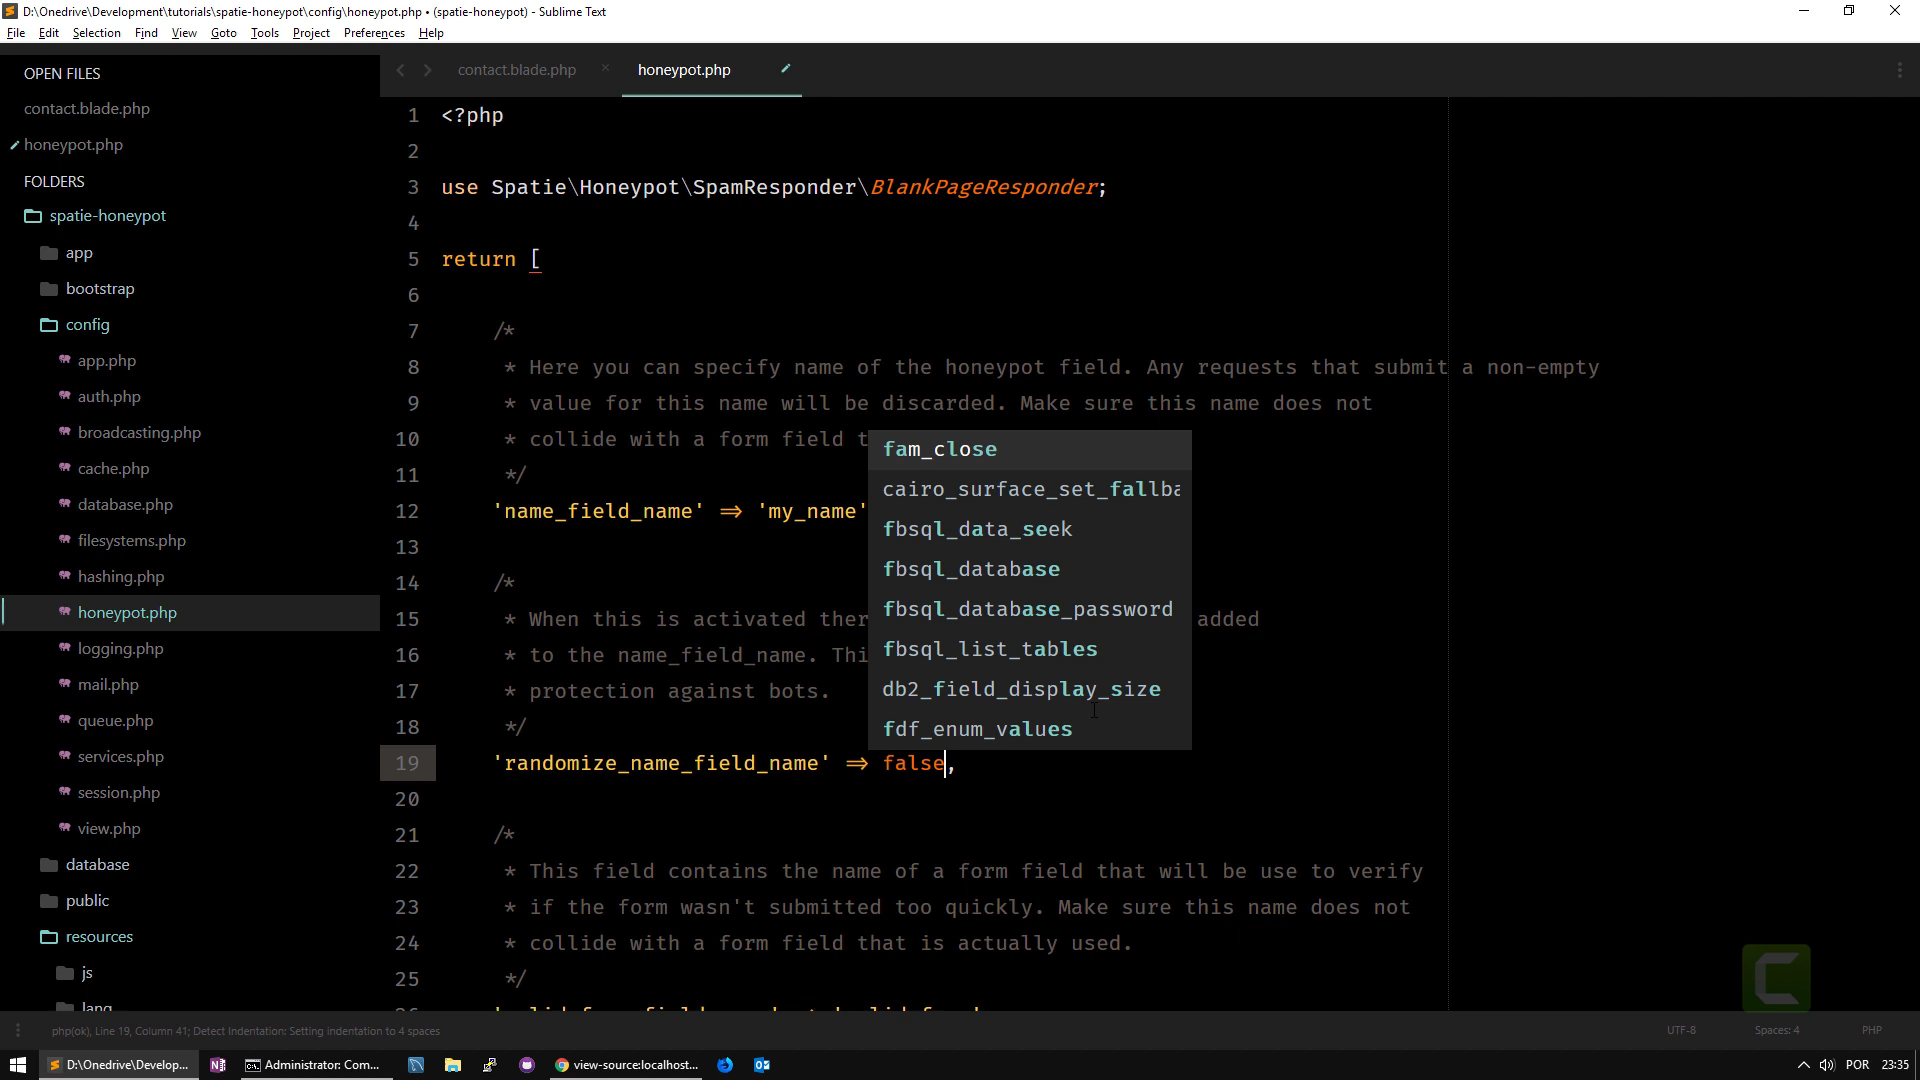 D:\Onedrive\Development\tutorials\spatie-honeypot\config\honeypot.php • (spatie-honeypot) - Sublime Text
File Edit Selection Find View Goto Tools Project Preferences Help
OPEN FILES
contact.blade.php
honeypot.php
FOLDERS
spatie-honeypot
app
bootstrap
config
app.php
auth.php
broadcasting.php
cache.php
database.php
filesystems.php
hashing.php
honeypot.php
logging.php
mail.php
queue.php
services.php
session.php
view.php
database
public
resources
js
lang
contact.blade.php × honeypot.php
1 <?php
2
3 use Spatie\Honeypot\SpamResponder\BlankPageResponder;
4
5 return [
6
7 /*
8 * Here you can specify name of the honeypot field. Any requests that submit a non-empty
9 * value for this name will be discarded. Make sure this name does not
10 * collide with a form field t
11 */
12 'name_field_name' => 'my_name'
13
14 /*
15 * When this is activated ther added
16 * to the name_field_name. Thi
17 * protection against bots.
18 */
19 'randomize_name_field_name' => false,
20
21 /*
22 * This field contains the name of a form field that will be use to verify
23 * if the form wasn't submitted too quickly. Make sure this name does not
24 * collide with a form field that is actually used.
25 */
fam_close
cairo_surface_set_fallba
fbsql_data_seek
fbsql_database
fbsql_database_password
fbsql_list_tables
db2_field_display_size
fdf_enum_values
php(ok), Line 19, Column 41; Detect Indentation: Setting indentation to 4 spaces
UTF-8 Spaces: 4 PHP
D:\Onedrive\Develop... Administrator: Com... view-source:localhost... POR 23:35